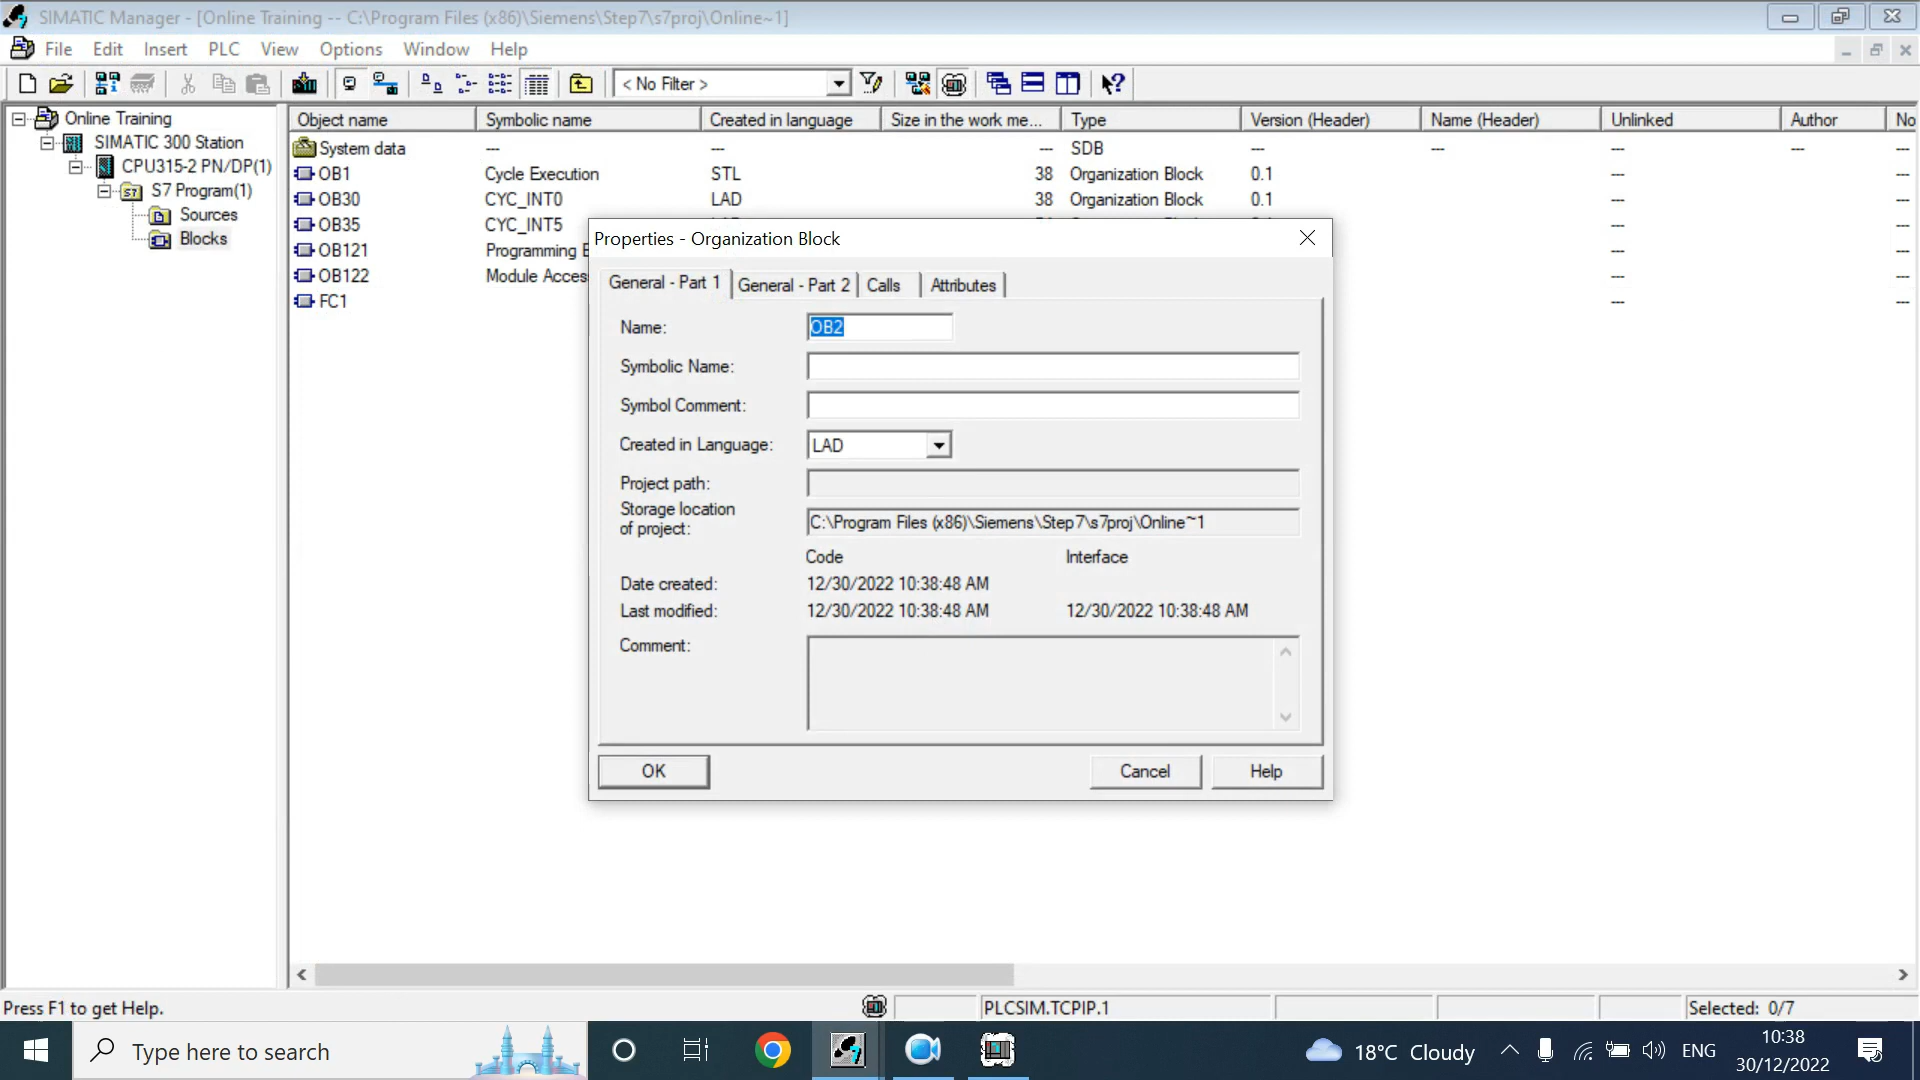 SIMATIC Manager - [Online Training -- C:\Program Files (x86)\Siemens\Step7\s7proj\Online~1]
File Edit Insert PLC View Options Window Help
< No Filter >
Online Training
SIMATIC 300 Station
CPU315-2 PN/DP(1)
S7 Program(1)
Sources
Blocks
Object name Symbolic name Created in language Size in the work me... Type Version (Header) Name (Header) Unlinked Author No
System data --- --- --- SDB --- --- --- --- ---
OB1 Cycle Execution STL 38 Organization Block 0.1 --- ---
OB30 CYC_INT0 LAD 38 Organization Block 0.1 --- ---
OB35 CYC_INT5 --- ---
OB121 Programming --- ---
OB122 Module Acces --- ---
FC1 --- ---
Properties - Organization Block
General - Part 1 General - Part 2 Calls Attributes
Name: OB2
Symbolic Name:
Symbol Comment:
Created in Language: LAD
Project path:
Storage location
of project: C:\Program Files (x86)\Siemens\Step7\s7proj\Online~1
Code Interface
Date created: 12/30/2022 10:38:48 AM
Last modified: 12/30/2022 10:38:48 AM 12/30/2022 10:38:48 AM
Comment:
OK Cancel Help
Press F1 to get Help. PLCSIM.TCPIP.1 Selected: 0/7
Type here to search 18°C Cloudy ENG 10:38
30/12/2022